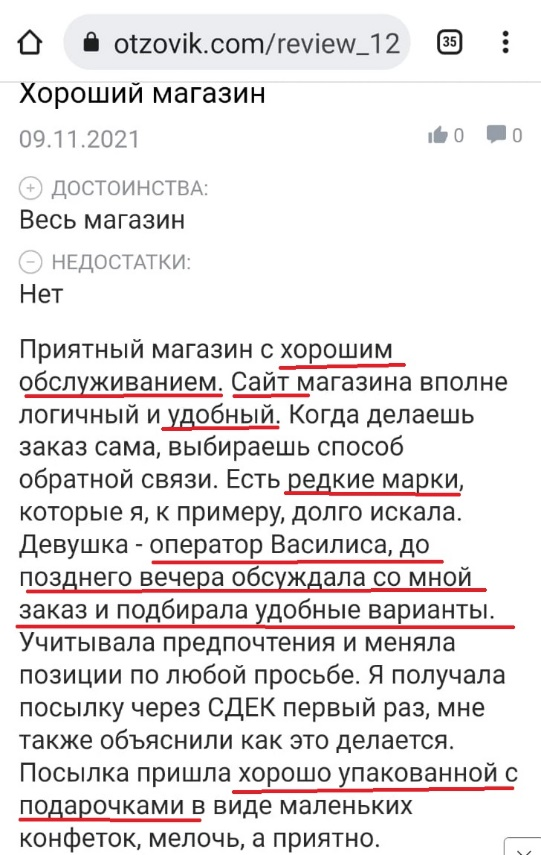 otzovik.com/review_12
35
Хороший магазин
09.11.2021
0 0
ДОСТОИНСТВА:
Весь магазин
НЕДОСТАТКИ:
Нет
Приятный магазин с хорошим
обслуживанием. Сайт магазина вполне
логичный и удобный. Когда делаешь
заказ сама, выбираешь способ
обратной связи. Есть редкие марки,
которые я, к примеру, долго искала.
Девушка - оператор Василиса, до
позднего вечера обсуждала со мной
заказ и подбирала удобные варианты.
Учитывала предпочтения и меняла
позиции по любой просьбе. Я получала
посылку через СДЕК первый раз, мне
также объяснили как это делается.
Посылка пришла хорошо упакованной с
подарочками в виде маленьких
конфеток, мелочь, а приятно.